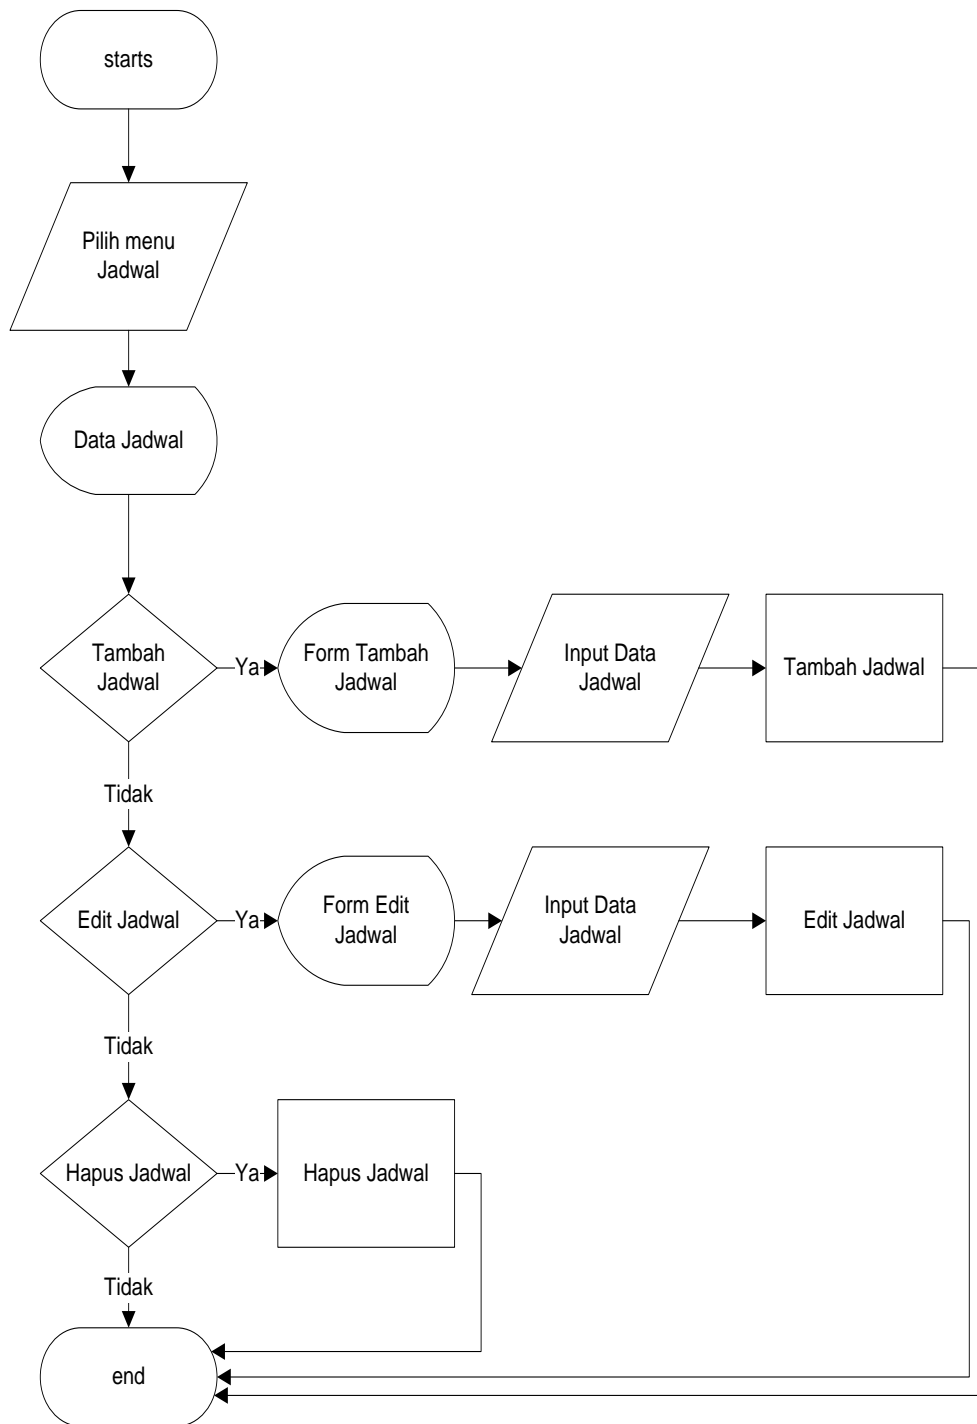 starts
Pilih menu
Jadwal
Data Jadwal
Tambah
Jadwal
Ya
Form Tambah
Jadwal
Input Data
Jadwal
Tambah Jadwal
Tidak
Edit Jadwal
Ya
Form Edit
Jadwal
Input Data
Jadwal
Edit Jadwal
Tidak
Hapus Jadwal
Ya
Hapus Jadwal
Tidak
end